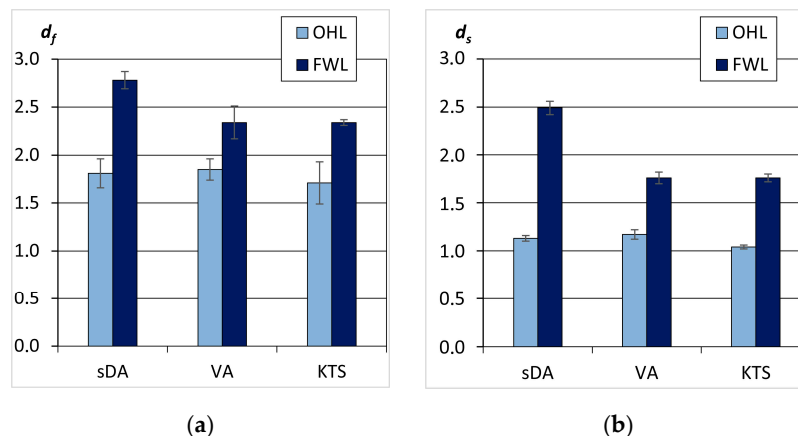 d_f
OHL
FWL
3.0
2.5
2.0
1.5
1.0
0.5
0.0
sDA VA KTS
(a)
d_s
OHL
FWL
3.0
2.5
2.0
1.5
1.0
0.5
0.0
sDA VA KTS
(b)